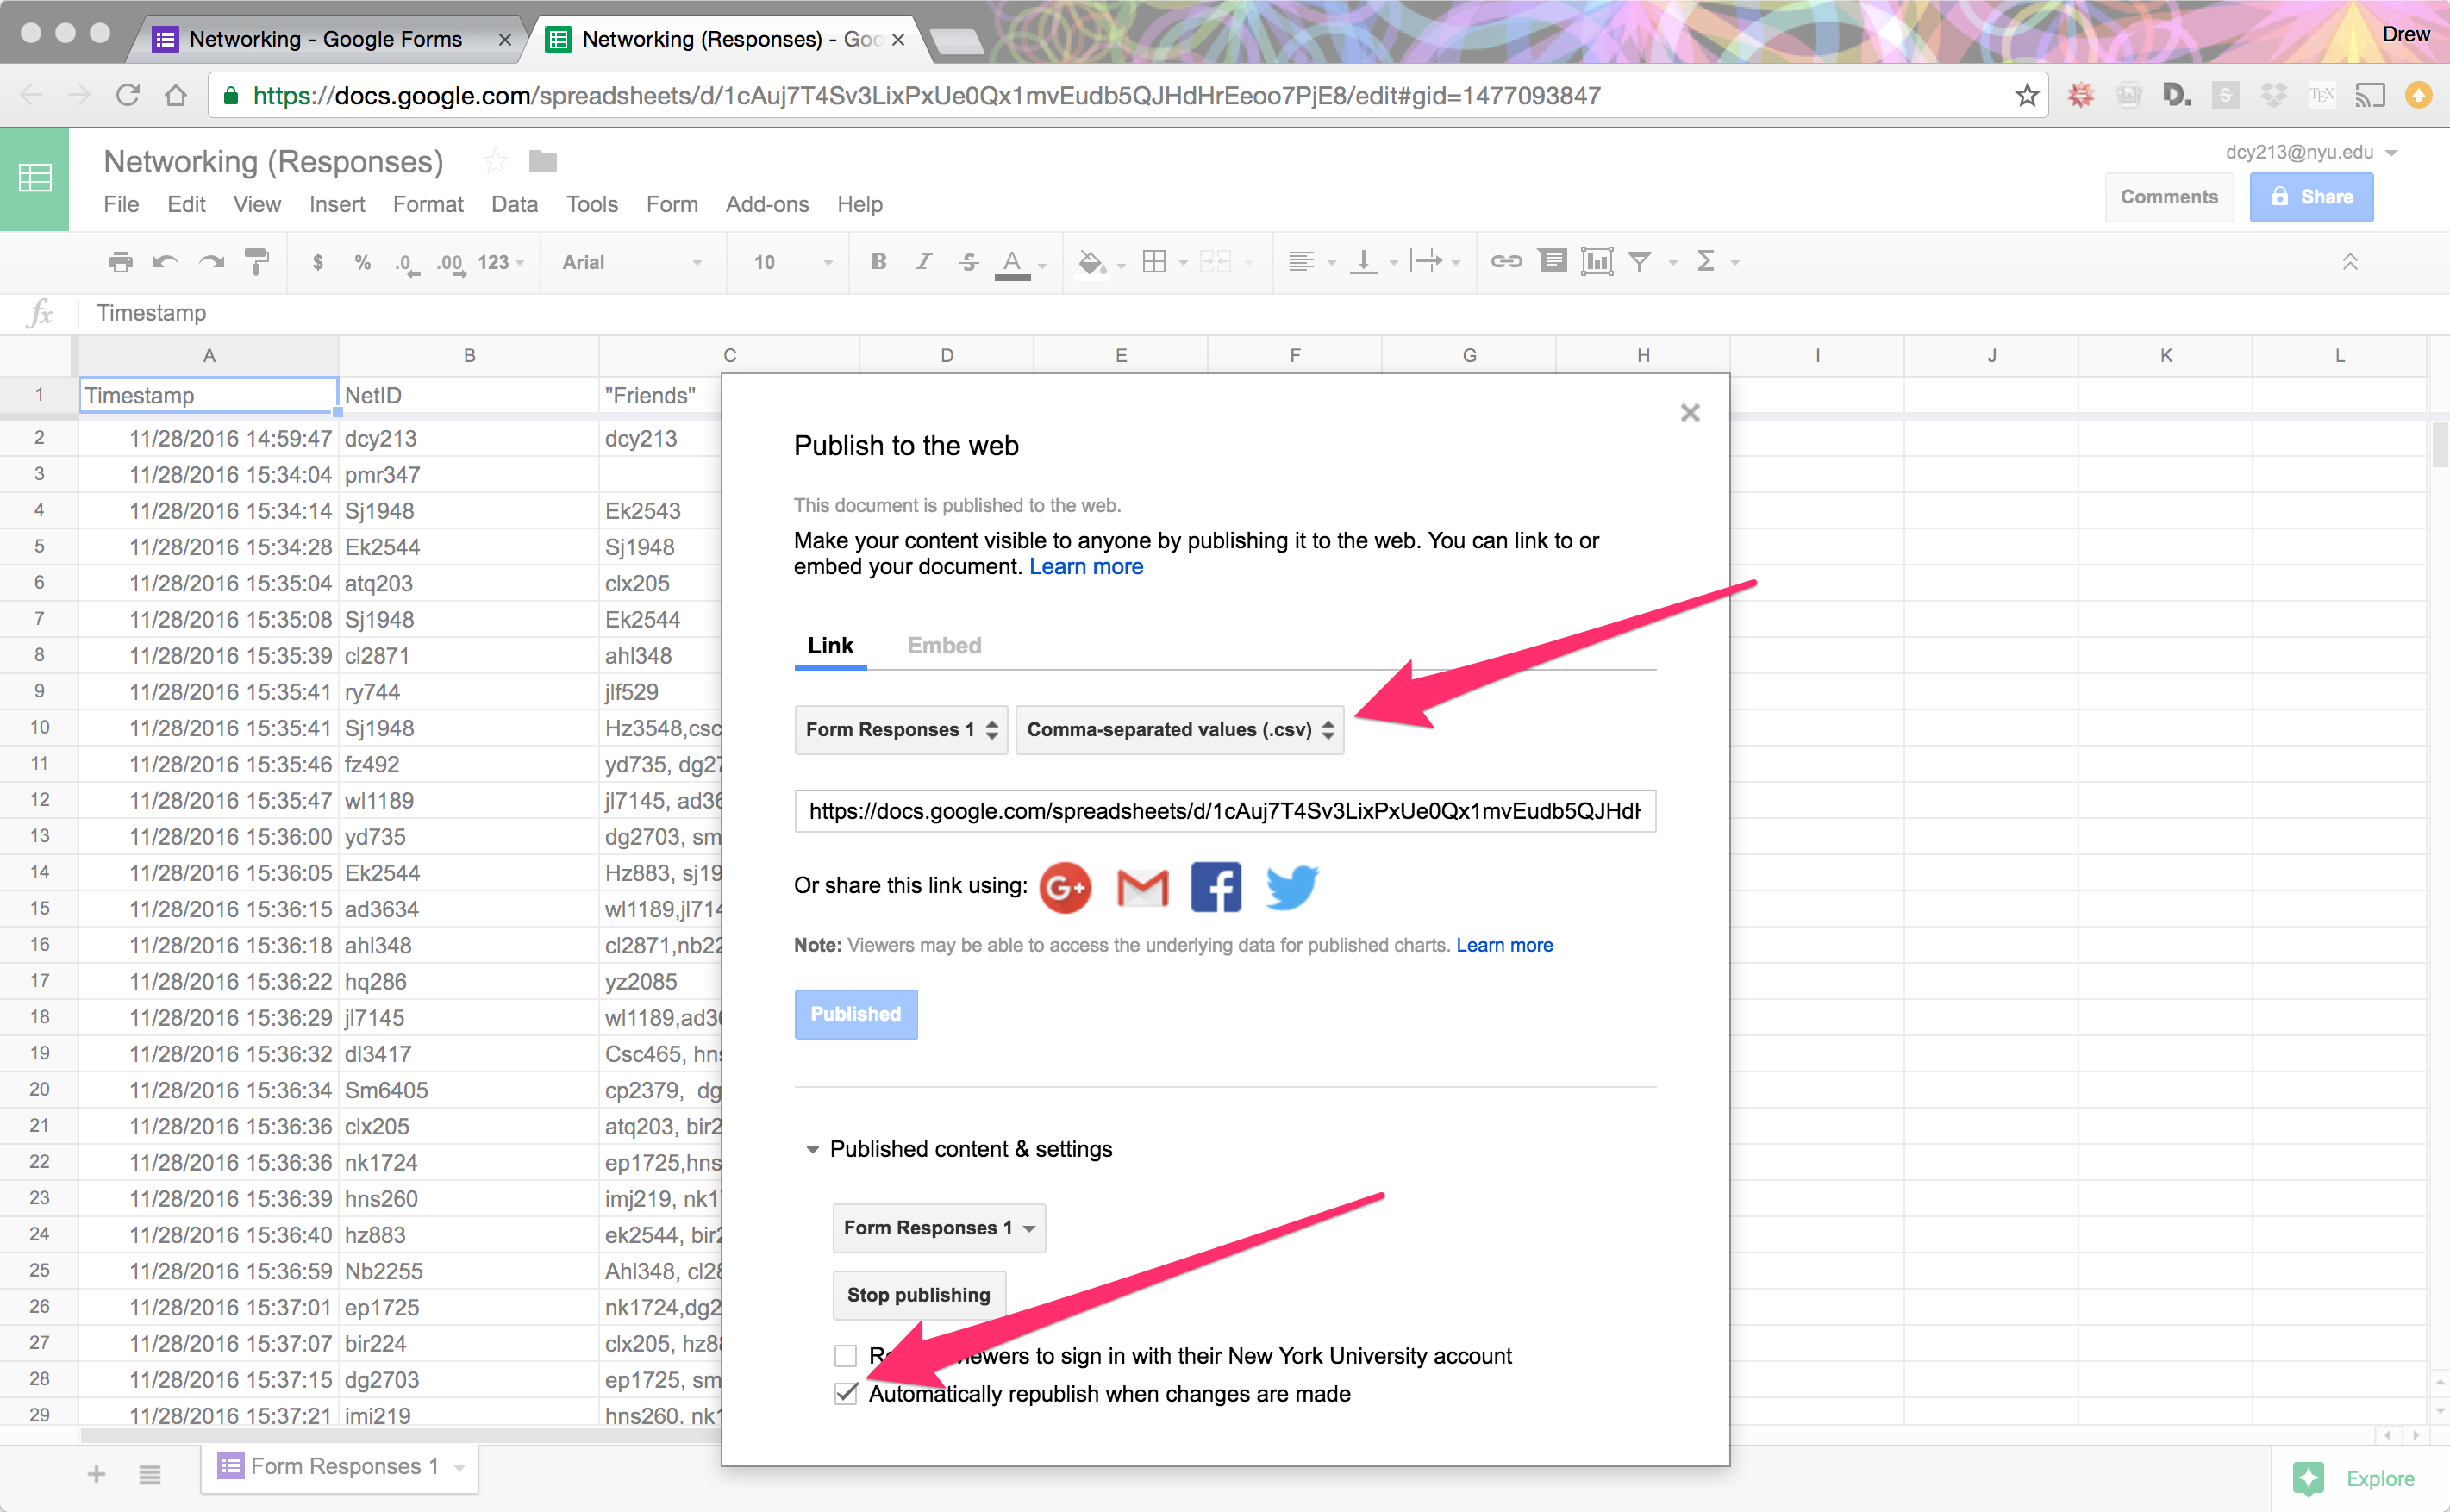 Networking - Google Forms
Networking (Responses) - Goo
Drew
https://docs.google.com/spreadsheets/d/1cAuj7T4Sv3LixPxUe0Qx1mvEudb5QJHdHrEeoo7PjE8/edit#gid=1477093847
D. S TEX
Networking (Responses)
dcy213@nyu.edu
File Edit View Insert Format Data Tools Form Add-ons Help
Comments Share
$ % .0 .00 123 Arial 10 B I S A Σ
fx Timestamp
A B C D E F G H I J K L
1 Timestamp NetID "Friends"
2 11/28/2016 14:59:47 dcy213 dcy213
3 11/28/2016 15:34:04 pmr347
4 11/28/2016 15:34:14 Sj1948 Ek2543
5 11/28/2016 15:34:28 Ek2544 Sj1948
6 11/28/2016 15:35:04 atq203 clx205
7 11/28/2016 15:35:08 Sj1948 Ek2544
8 11/28/2016 15:35:39 cl2871 ahl348
9 11/28/2016 15:35:41 ry744 jlf529
10 11/28/2016 15:35:41 Sj1948 Hz3548,csc
11 11/28/2016 15:35:46 fz492 yd735, dg27
12 11/28/2016 15:35:47 wl1189 jl7145, ad36
13 11/28/2016 15:36:00 yd735 dg2703, sm
14 11/28/2016 15:36:05 Ek2544 Hz883, sj19
15 11/28/2016 15:36:15 ad3634 wl1189,jl714
16 11/28/2016 15:36:18 ahl348 cl2871,nb22
17 11/28/2016 15:36:22 hq286 yz2085
18 11/28/2016 15:36:29 jl7145 wl1189,ad36
19 11/28/2016 15:36:32 dl3417 Csc465, hns
20 11/28/2016 15:36:34 Sm6405 cp2379, dg
21 11/28/2016 15:36:36 clx205 atq203, bir2
22 11/28/2016 15:36:36 nk1724 ep1725,hns
23 11/28/2016 15:36:39 hns260 imj219, nk17
24 11/28/2016 15:36:40 hz883 ek2544, bir2
25 11/28/2016 15:36:59 Nb2255 Ahl348, cl28
26 11/28/2016 15:37:01 ep1725 nk1724,dg2
27 11/28/2016 15:37:07 bir224 clx205, hz88
28 11/28/2016 15:37:15 dg2703 ep1725, sm
29 11/28/2016 15:37:21 imj219 hns260, nk1
Publish to the web
This document is published to the web.
Make your content visible to anyone by publishing it to the web. You can link to or
embed your document. Learn more
Link Embed
Form Responses 1 Comma-separated values (.csv)
https://docs.google.com/spreadsheets/d/1cAuj7T4Sv3LixPxUe0Qx1mvEudb5QJHdH
Or share this link using: G+ M f
Note: Viewers may be able to access the underlying data for published charts. Learn more
Published
Published content & settings
Form Responses 1
Stop publishing
viewers to sign in with their New York University account
Automatically republish when changes are made
Form Responses 1
Explore